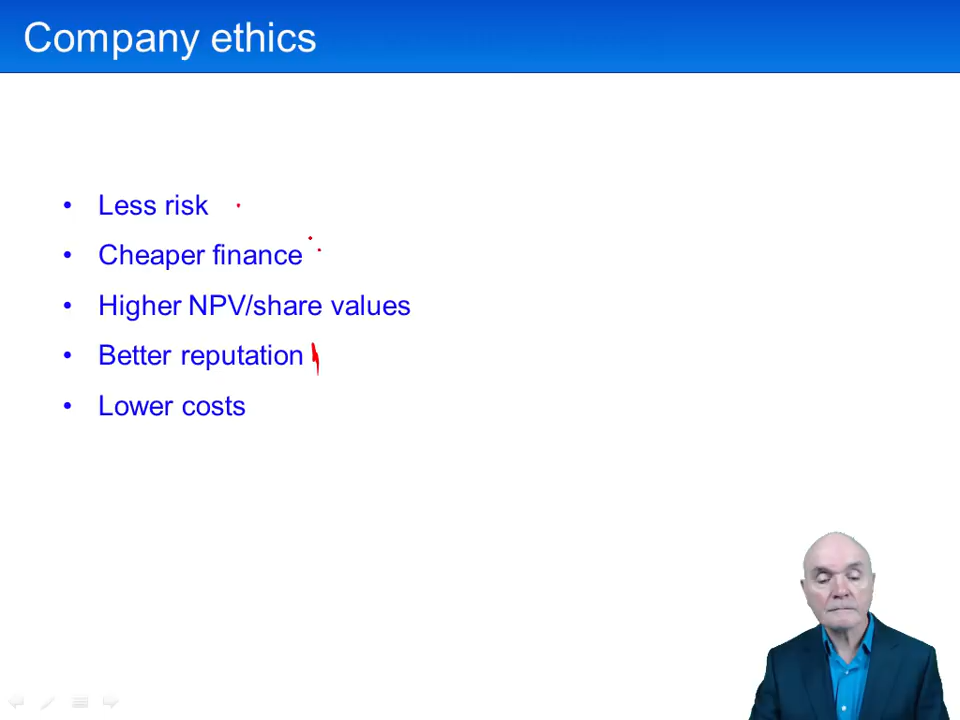 Company ethics
• Less risk
• Cheaper finance
• Higher NPV/share values
• Better reputation
• Lower costs